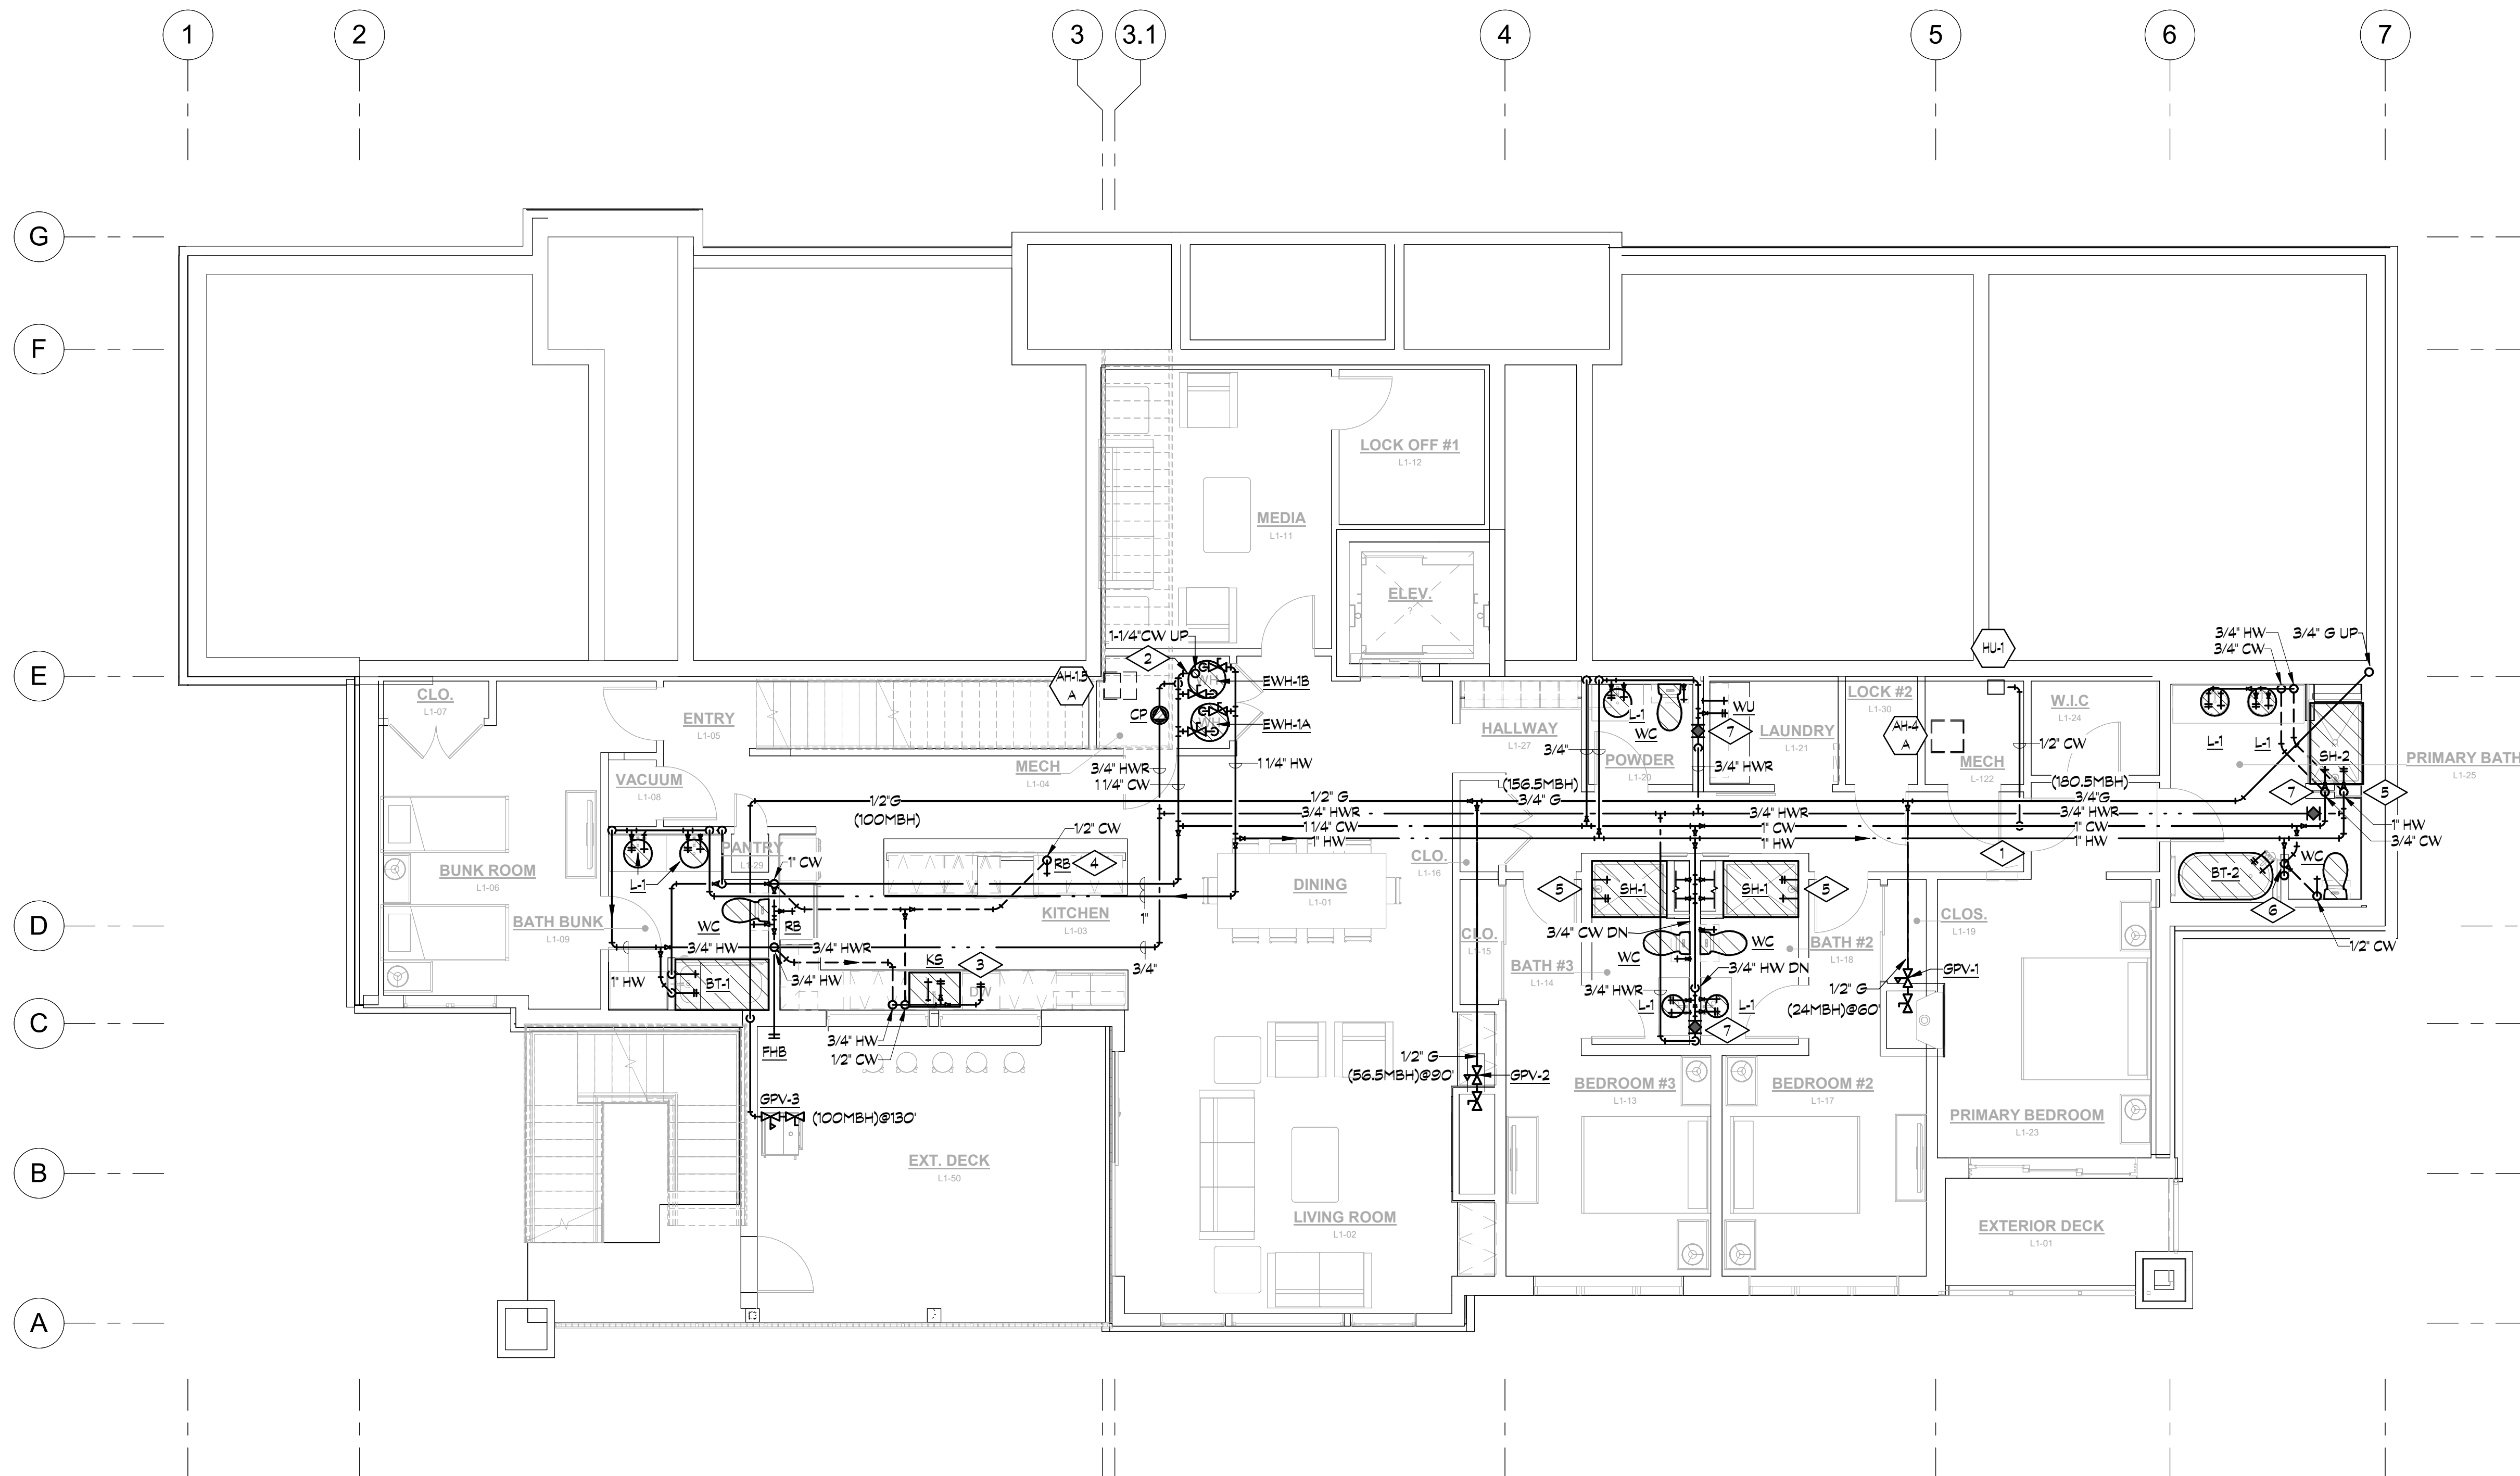 1
2
3
3.1
4
5
6
7
G
F
E
D
C
B
A
LOCK OFF #1
L1-12
MEDIA
L1-11
ELEV.
?
1-1/4"CW UP
2
AH-1.5
A
WH
EWH-1B
CP
WH
EWH-1A
HU-1
3/4" HW
3/4" CW
3/4" G UP
CLO.
L1-07
ENTRY
L1-05
MECH
L1-04
3/4" HWR
1 1/4" CW
1 1/4" HW
HALLWAY
L1-27
L-1
WC
WU
7
3/4"
POWDER
L1-20
3/4" HWR
LAUNDRY
L1-21
LOCK #2
L1-30
AH-4
A
MECH
L-122
1/2" CW
W.I.C
L1-24
L-1
L-1
SH-2
PRIMARY BATH
L1-25
VACUUM
L1-08
1/2"G
(100MBH)
1/2" G
3/4" HWR
1 1/4" CW
1" HW
(156.5MBH)
3/4" G
3/4" HWR
1" CW
1" HW
(180.5MBH)
3/4"G
3/4" HWR
1" CW
1" HW
7
5
1" HW
3/4" CW
1
BUNK ROOM
L1-06
L-1
PANTRY
L1-29
1" CW
1/2" CW
RB
4
DINING
L1-01
CLO.
L1-16
5
SH-1
SH-1
5
BT-2
WC
6
1/2" CW
BATH BUNK
L1-09
WC
RB
KITCHEN
L1-03
1"
3/4" HW
3/4" HWR
3/4"
1" HW
BT-1
3/4" HW
KS
3
DW
3/4" HW
1/2" CW
FHB
CLO.
L1-15
3/4" CW DN
WC
WC
BATH #2
L1-18
BATH #3
L1-14
3/4" HW DN
3/4" HWR
L-1
L-1
7
CLOS.
L1-19
GPV-1
1/2" G
(24MBH)@60'
1/2" G
(56.5MBH)@90'
GPV-2
GPV-3
(100MBH)@130'
BEDROOM #3
L1-13
BEDROOM #2
L1-17
PRIMARY BEDROOM
L1-23
EXT. DECK
L1-50
LIVING ROOM
L1-02
EXTERIOR DECK
L1-01